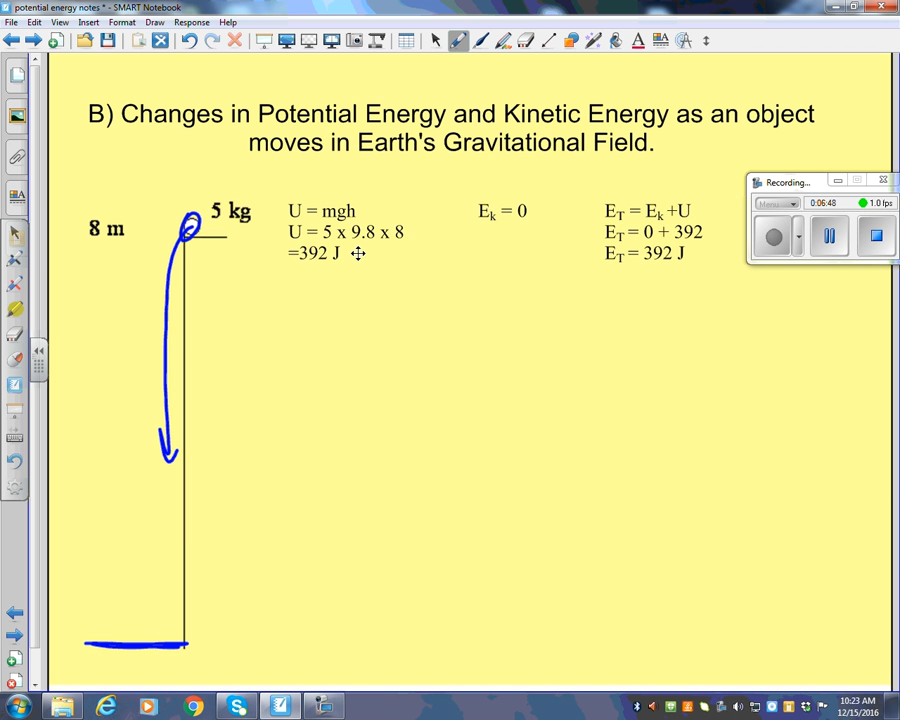 potential energy notes * - SMART Notebook
File Edit View Insert Format Draw Response Help
B) Changes in Potential Energy and Kinetic Energy as an object
moves in Earth's Gravitational Field.
Recording...
Menu
0:06:48
1.0 fps
8 m
5 kg
U = mgh
U = 5 x 9.8 x 8
=392 J
Ek = 0
ET = Ek +U
ET = 0 + 392
ET = 392 J
10:23 AM
12/15/2016